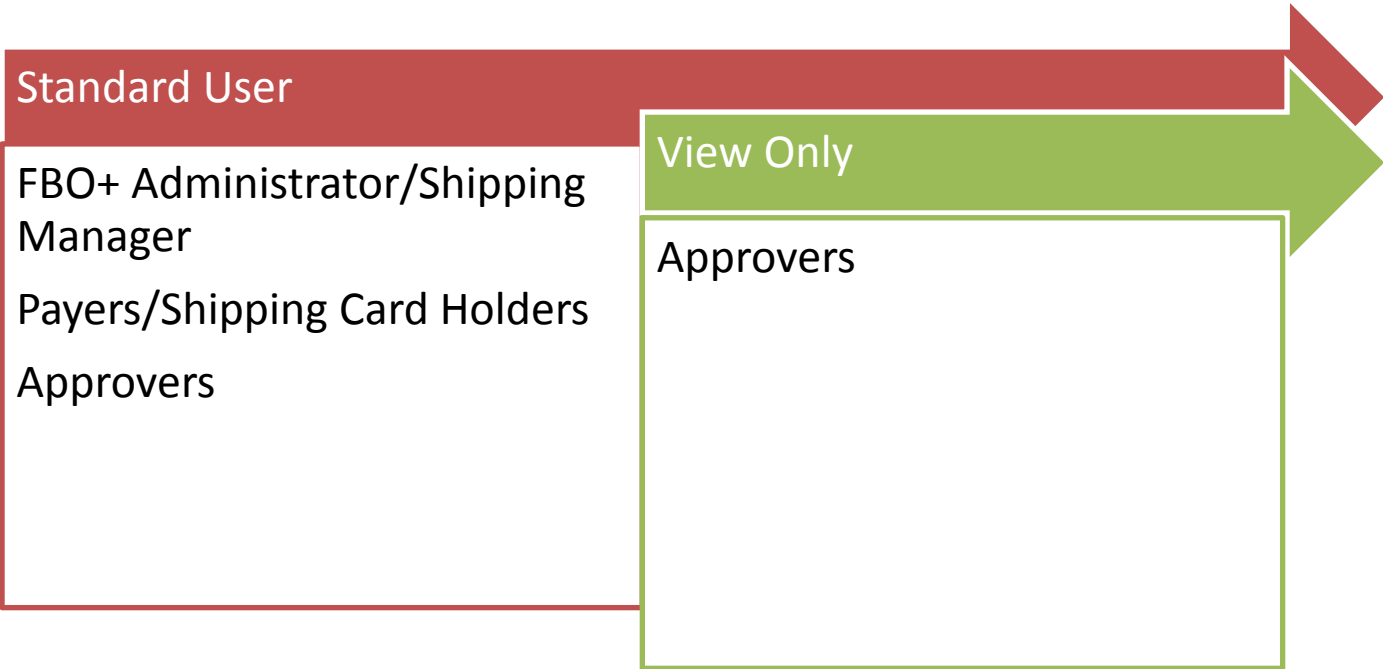 Standard User
FBO+ Administrator/Shipping
Manager
Payers/Shipping Card Holders
Approvers
View Only
Approvers